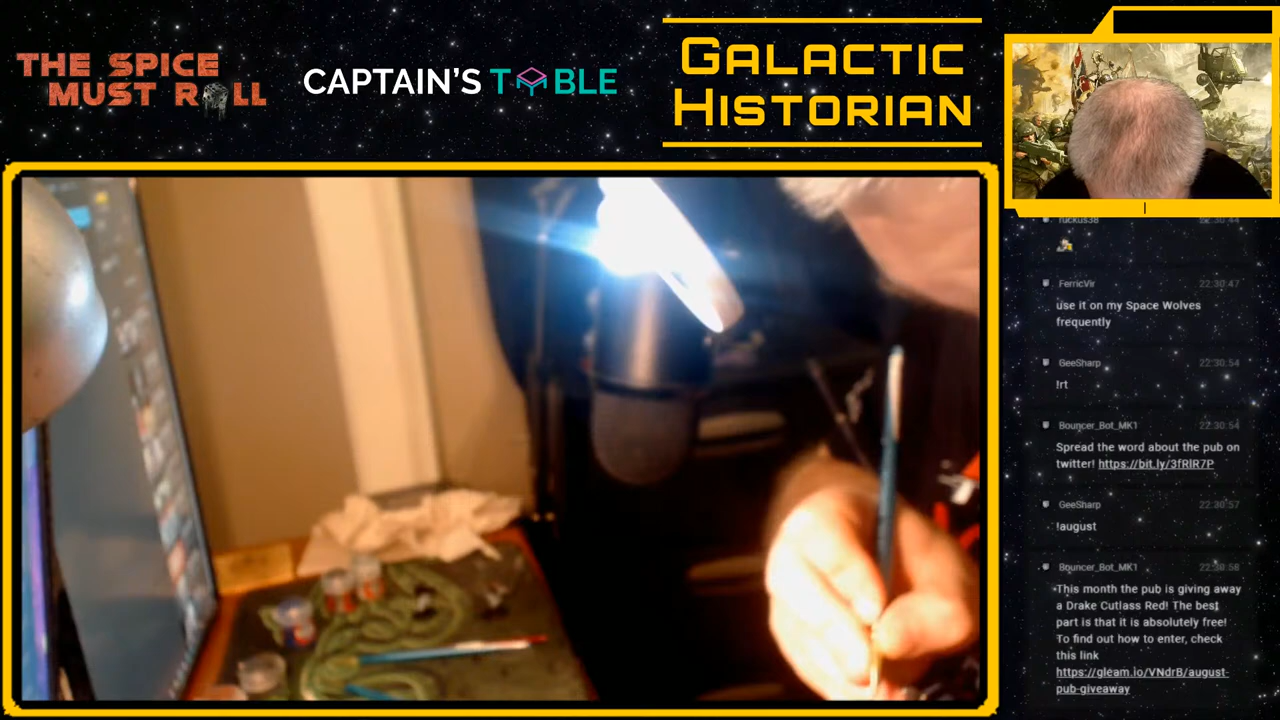 THE SPICE
MUST ROLL
CAPTAIN'S TABLE
GALACTIC
HISTORIAN
ruckus38 22:30:44
FerricVir 22:30:47
use it on my Space Wolves
frequently
GeeSharp 22:30:54
!rt
Bouncer_Bot_MK1 22:30:54
Spread the word about the pub on
twitter! https://bit.ly/3fRlR7P
GeeSharp 22:30:57
!august
Bouncer_Bot_MK1 22:30:58
This month the pub is giving away
a Drake Cutlass Red! The best
part is that it is absolutely free!
To find out how to enter, check
this link
https://gleam.io/VNdrB/august-
pub-giveaway